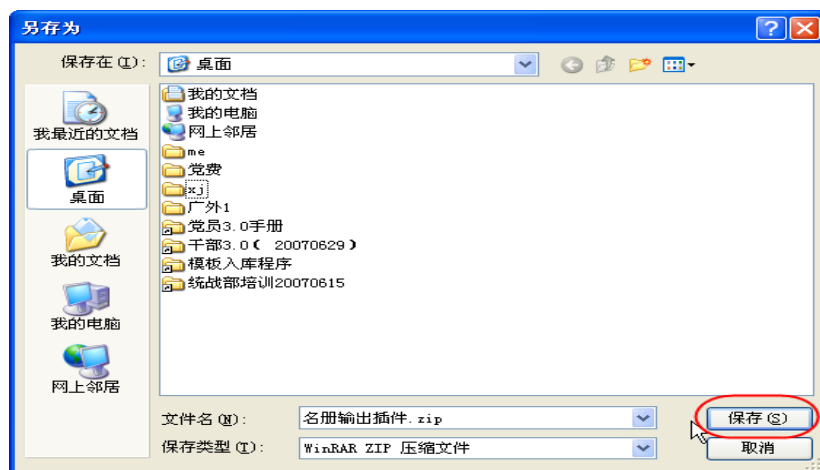 另存为
保存在(I):
桌面
我最近的文档
桌面
我的文档
我的电脑
网上邻居
我的文档
我的电脑
网上邻居
me
党费
xj
广外1
党员3.0手册
干部3.0( 20070629)
模板入库程序
统战部培训20070615
文件名(N):
名册输出插件.zip
保存(S)
保存类型(T):
WinRAR ZIP 压缩文件
取消